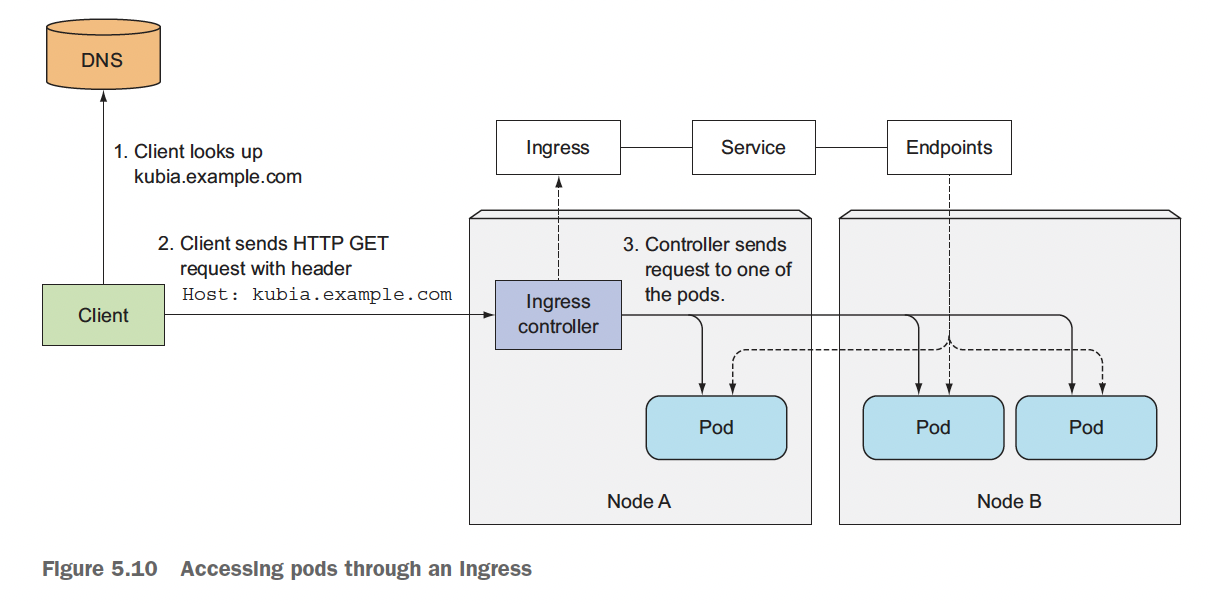 DNS
1. Client looks up
kubia.example.com
Ingress
Service
Endpoints
2. Client sends HTTP GET
request with header
Host: kubia.example.com
3. Controller sends
request to one of
the pods.
Client
Ingress
controller
Pod
Pod
Pod
Node A
Node B
Figure 5.10 Accessing pods through an Ingress